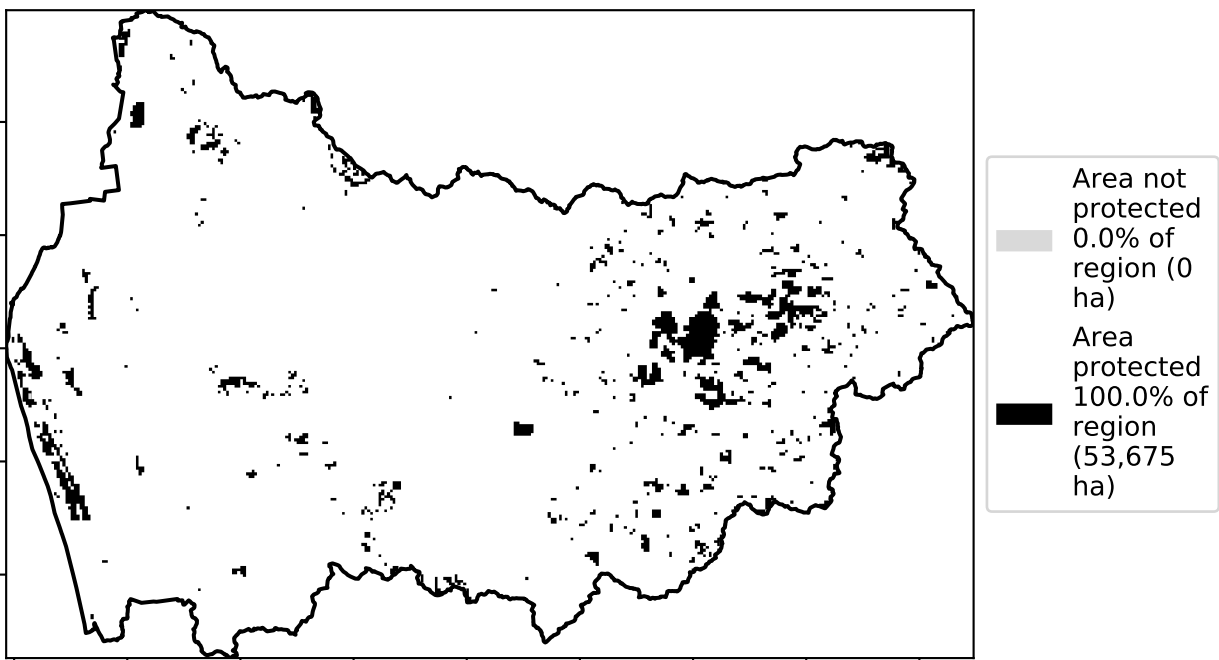 Area not
protected
0.0% of
region (0
ha)
Area
protected
100.0% of
region
(53,675
ha)